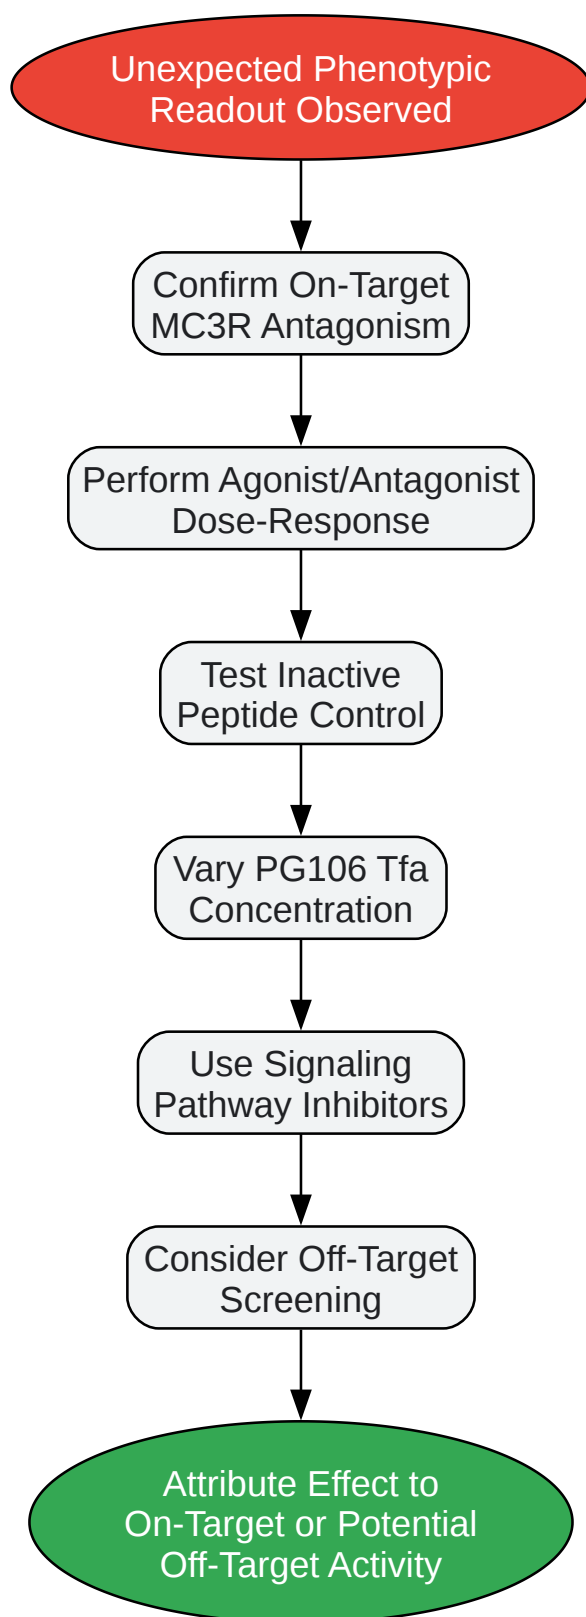 Unexpected Phenotypic
Readout Observed
Confirm On-Target
MC3R Antagonism
Perform Agonist/Antagonist
Dose-Response
Test Inactive
Peptide Control
Vary PG106 Tfa
Concentration
Use Signaling
Pathway Inhibitors
Consider Off-Target
Screening
Attribute Effect to
On-Target or Potential
Off-Target Activity